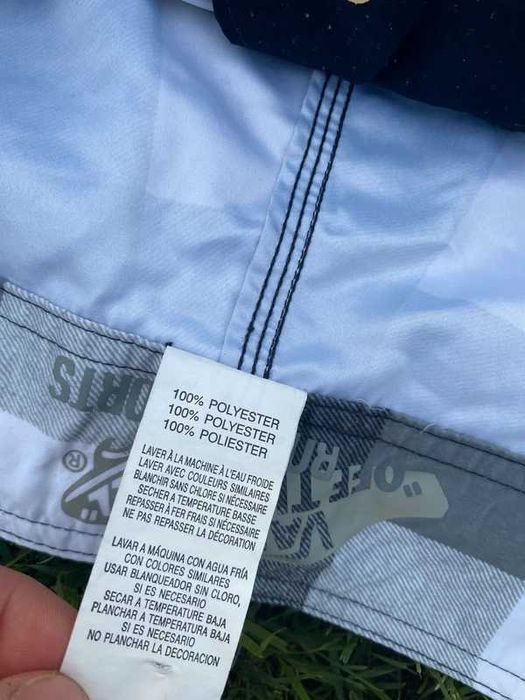 100% POLYESTER
100% POLYESTER
100% POLIESTER
LAVER À LA MACHINE À L'EAU FROIDE
LAVER AVEC COULEURS SIMILAIRES
BLANCHIR SANS CHLORE SI NÉCESSAIRE
SECHER A TEMPERATURE BASSE
REPASSER À FER FRAIS SI NÉCESSAIRE
NE PAS REPASSER LA DÉCORATION
LAVAR A MÁQUINA CON AGUA FRÍA
CON COLORES SIMILARES
USAR BLANQUEADOR SIN CLORO,
SI ES NECESARIO
SECAR Á TEMPERATURA BAJA
PLANCHAR Á TEMPERATURA BAJA
SI ES NECESARIO
NO PLANCHAR LA DECORACION
®